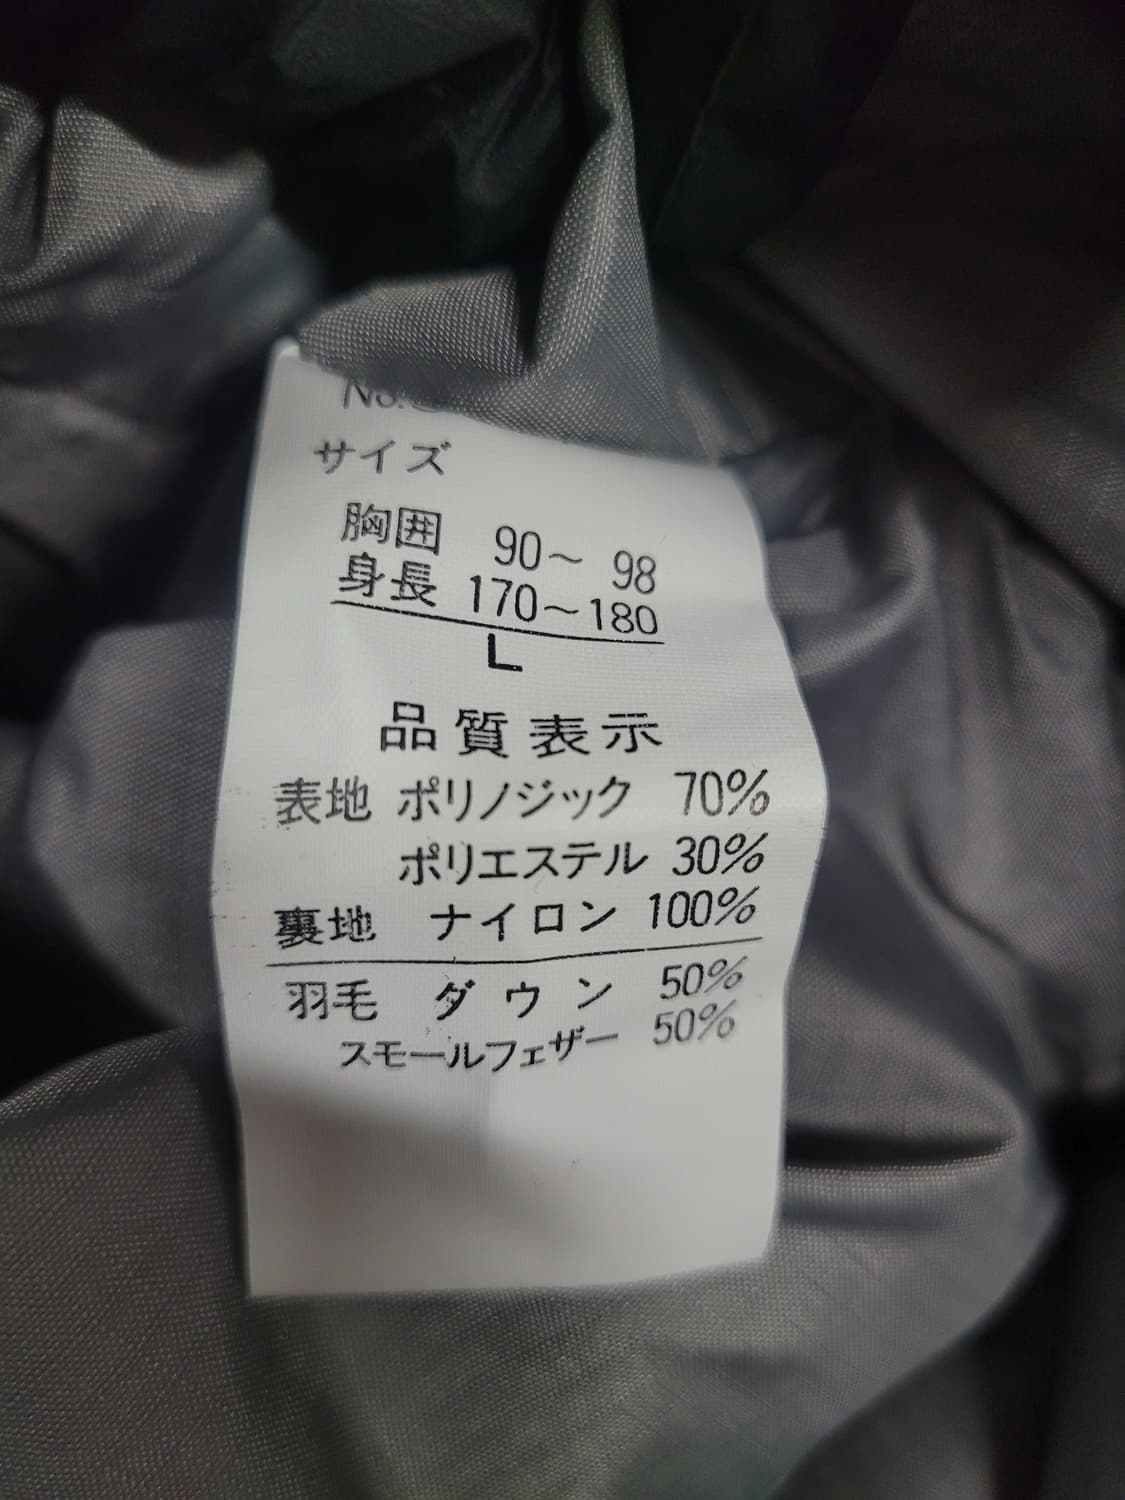 No.
サイズ
胸囲 90～ 98
身長 170～180
L
品質表示
表地 ポリノジック 70%
ポリエステル 30%
裏地 ナイロン 100%
羽毛 ダウン 50%
スモールフェザー 50%